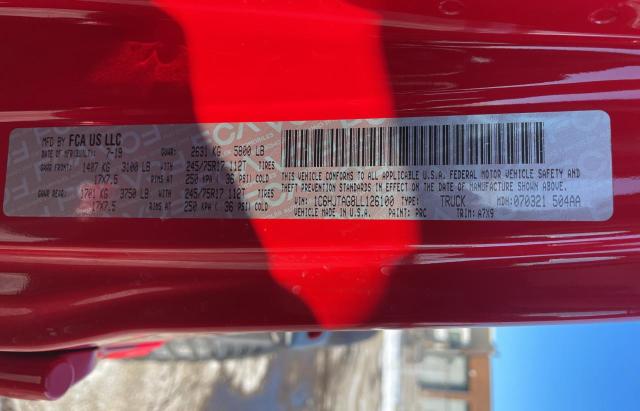 MFD BY FCA US LLC
DATE OF MFR(BUILT): 7-19 GVWR: 2631 KG 5800 LB
GAWR FRONT: 1407 KG 3100 LB 245/75R17 112T TIRES
17X7.5 RIMS AT 250 KPA ( 36 PSI) COLD
GAWR REAR: 1701 KG 3750 LB 245/75R17 112T TIRES
17X7.5 RIMS AT 250 KPA ( 36 PSI) COLD
THIS VEHICLE CONFORMS TO ALL APPLICABLE U.S.A. FEDERAL MOTOR VEHICLE SAFETY AND
THEFT PREVENTION STANDARDS IN EFFECT ON THE DATE OF MANUFACTURE SHOWN ABOVE.
VIN: 1C6HJTAG8LL126100 TYPE: TRUCK MDH: 070321 504AA
VEHICLE MADE IN U.S.A. PAINT: PRC TRIM: A7X9